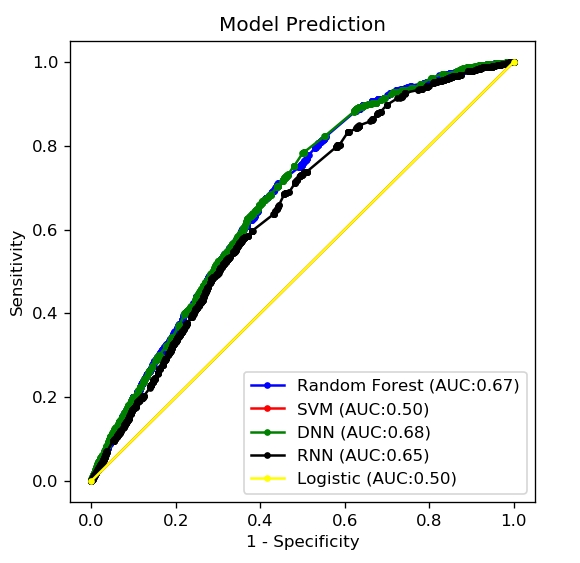 Model Prediction
Sensitivity
1.0
0.8
0.6
0.4
0.2
0.0
Random Forest (AUC:0.67)
SVM (AUC:0.50)
DNN (AUC:0.68)
RNN (AUC:0.65)
Logistic (AUC:0.50)
0.0 0.2 0.4 0.6 0.8 1.0
1 - Specificity